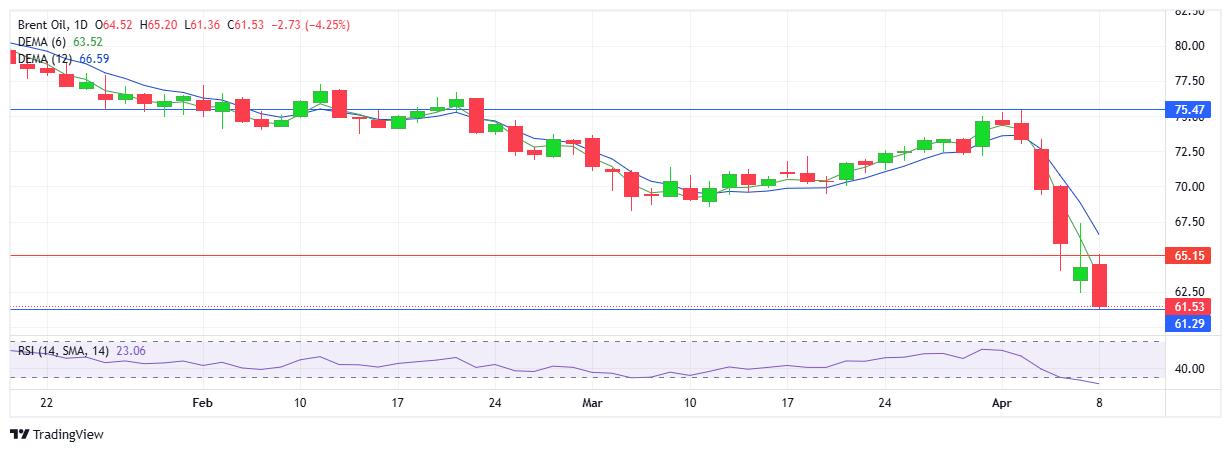 Brent Oil, 1D O64.52 H65.20 L61.36 C61.53 −2.73 (−4.25%)
DEMA (6) 63.52
DEMA (12) 66.59
82.50
80.00
77.50
75.47
75.00
72.50
70.00
67.50
65.15
62.50
61.53
61.29
RSI (14, SMA, 14) 23.06
40.00
22 Feb 10 17 24 Mar 10 17 24 Apr 8
TradingView